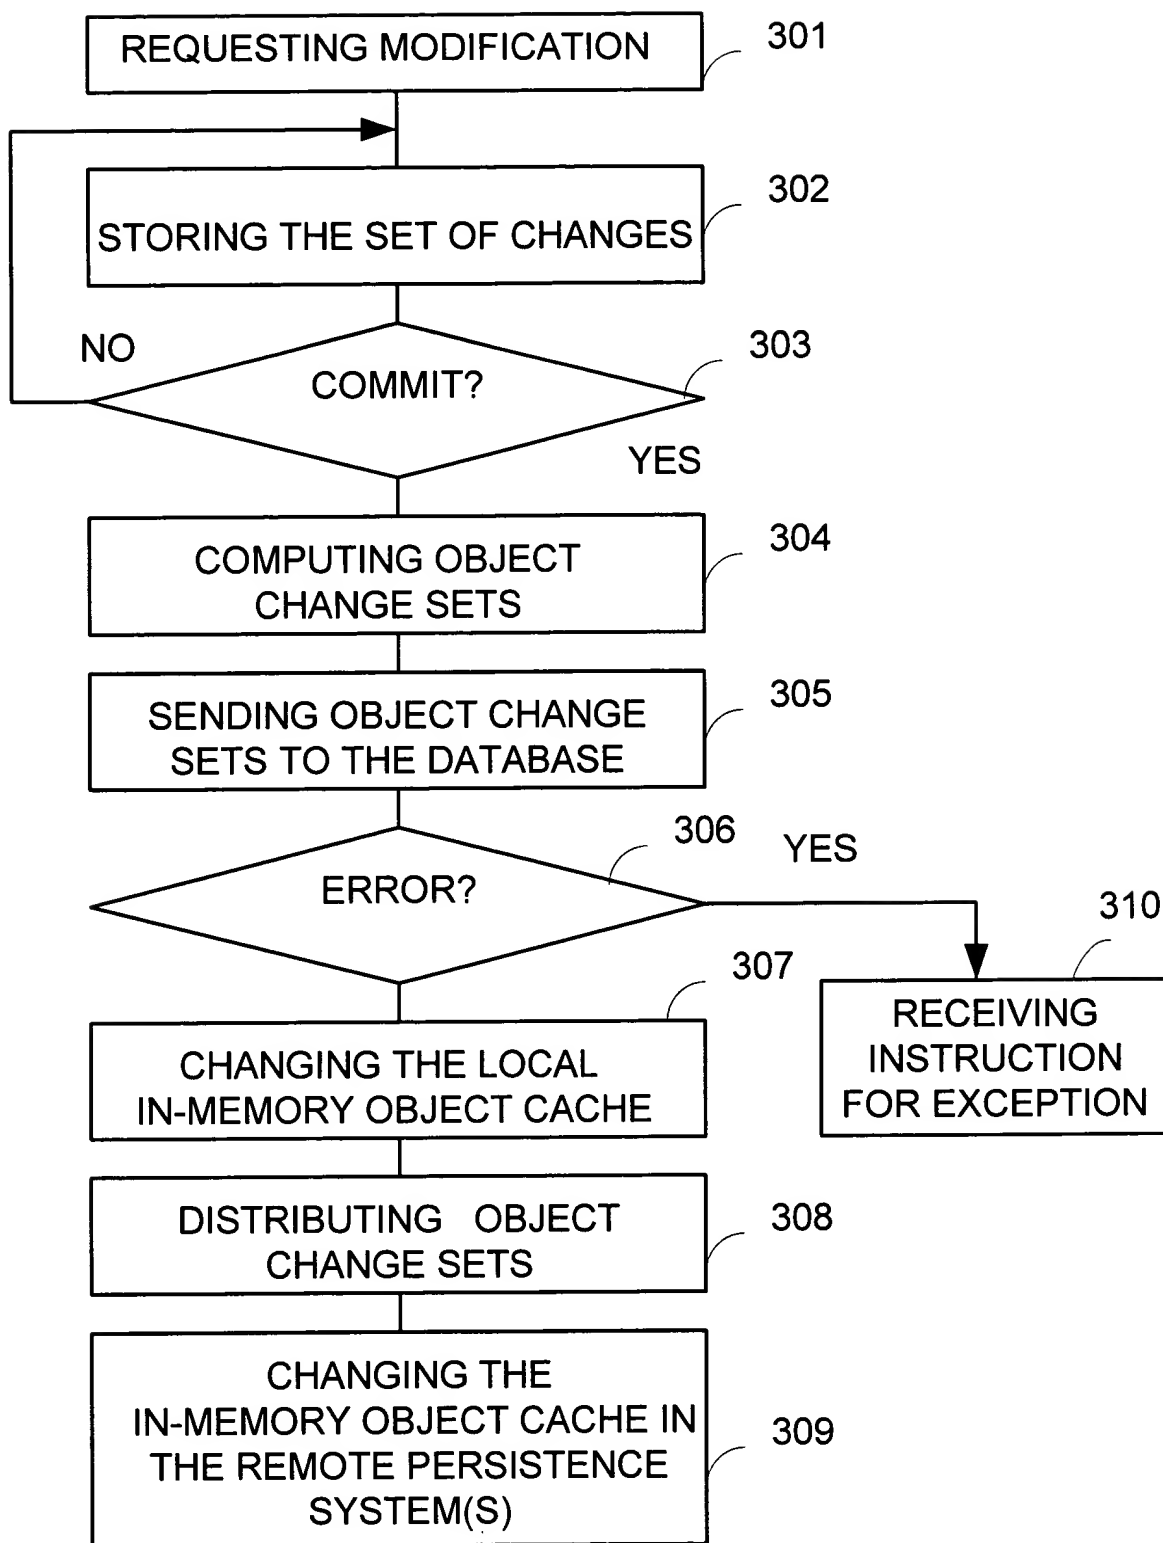 REQUESTING MODIFICATION
301
302
STORING THE SET OF CHANGES
NO
303
COMMIT?
YES
304
COMPUTING OBJECT
CHANGE SETS
305
SENDING OBJECT CHANGE
SETS TO THE DATABASE
306
YES
ERROR?
310
307
RECEIVING
INSTRUCTION
FOR EXCEPTION
CHANGING THE LOCAL
IN-MEMORY OBJECT CACHE
308
DISTRIBUTING OBJECT
CHANGE SETS
CHANGING THE
IN-MEMORY OBJECT CACHE IN
THE REMOTE PERSISTENCE
SYSTEM(S)
309